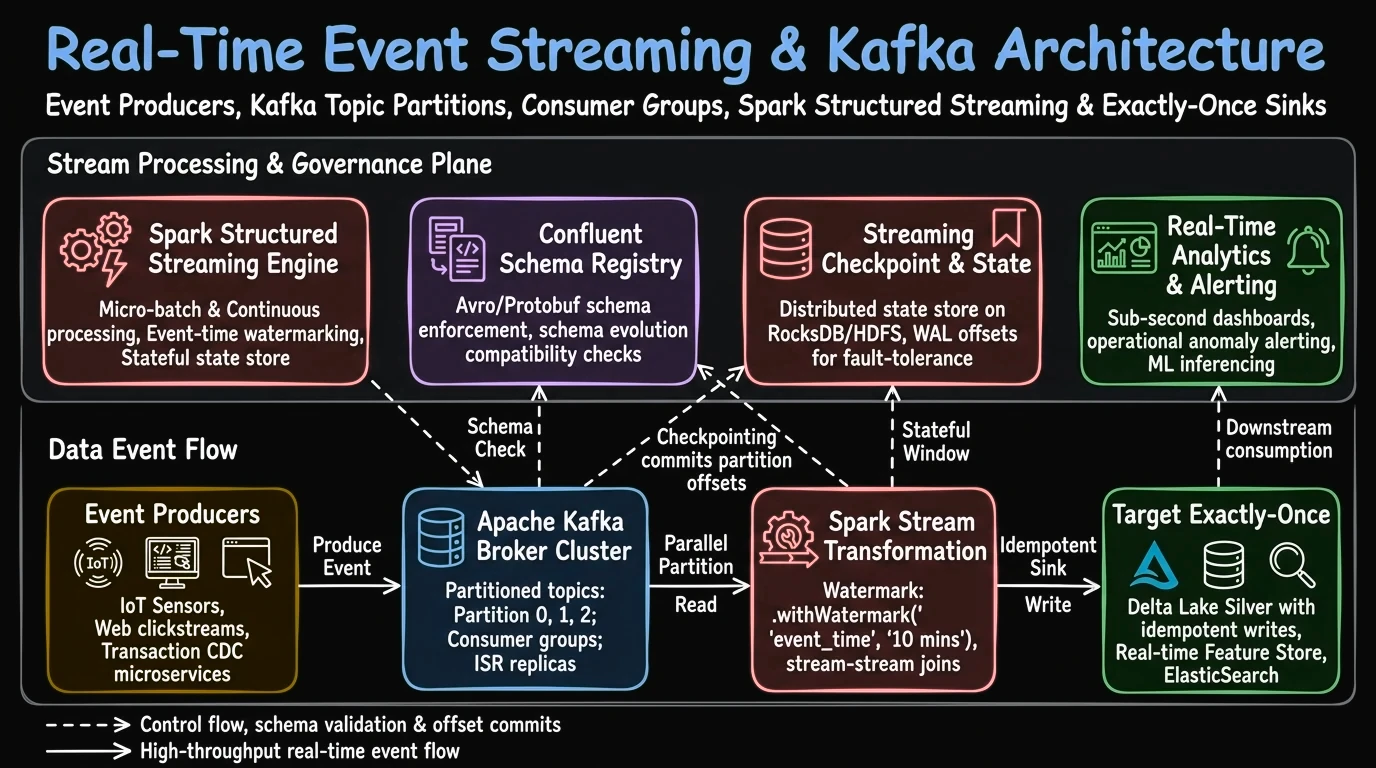 Real-Time Event Streaming & Kafka Architecture
Event Producers, Kafka Topic Partitions, Consumer Groups, Spark Structured Streaming & Exactly-Once Sinks
Stream Processing & Governance Plane
Spark Structured
Streaming Engine
Micro-batch & Continuous
processing, Event-time watermarking,
Stateful state store
Confluent
Schema Registry
Avro/Protobuf schema
enforcement, schema evolution
compatibility checks
Streaming
Checkpoint & State
Distributed state store on
RocksDB/HDFS, WAL offsets
for fault-tolerance
Real-Time
Analytics
& Alerting
Sub-second dashboards,
operational anomaly alerting,
ML inferencing
Schema
Check
Checkpointing
commits partition
offsets
Stateful
Window
Downstream
consumption
Data Event Flow
Event Producers
IoT
IoT Sensors,
Web clickstreams,
Transaction CDC
microservices
Produce
Event
Apache Kafka
Broker Cluster
Partitioned topics:
Partition 0, 1, 2;
Consumer groups;
ISR replicas
Parallel
Partition
Read
Spark Stream
Transformation
Watermark:
.withWatermark('
'event_time', '10 mins'),
stream-stream joins
Idempotent
Sink
Write
Target Exactly-Once
Delta Lake Silver with
idempotent writes,
Real-time Feature Store,
ElasticSearch
Control flow, schema validation & offset commits
High-throughput real-time event flow